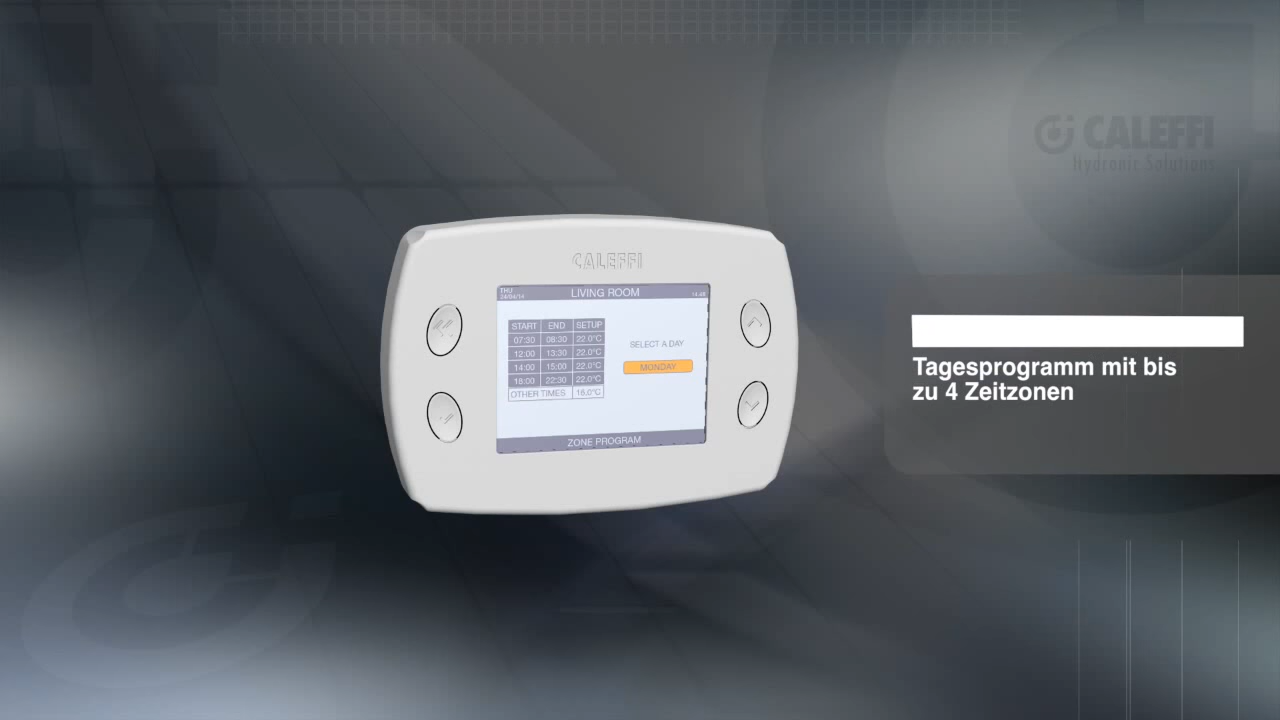 CALEFFI
Hydronic Solutions
CALEFFI
THU
24/04/14
LIVING ROOM
START END SETUP
07:30 08:30 22.0°C
12:00 13:30 22.0°C
14:00 15:00 22.0°C
18:00 22:30 22.0°C
OTHER TIMES 16.0°C
SELECT A DAY
MONDAY
ZONE PROGRAM
Tagesprogramm mit bis
zu 4 Zeitzonen